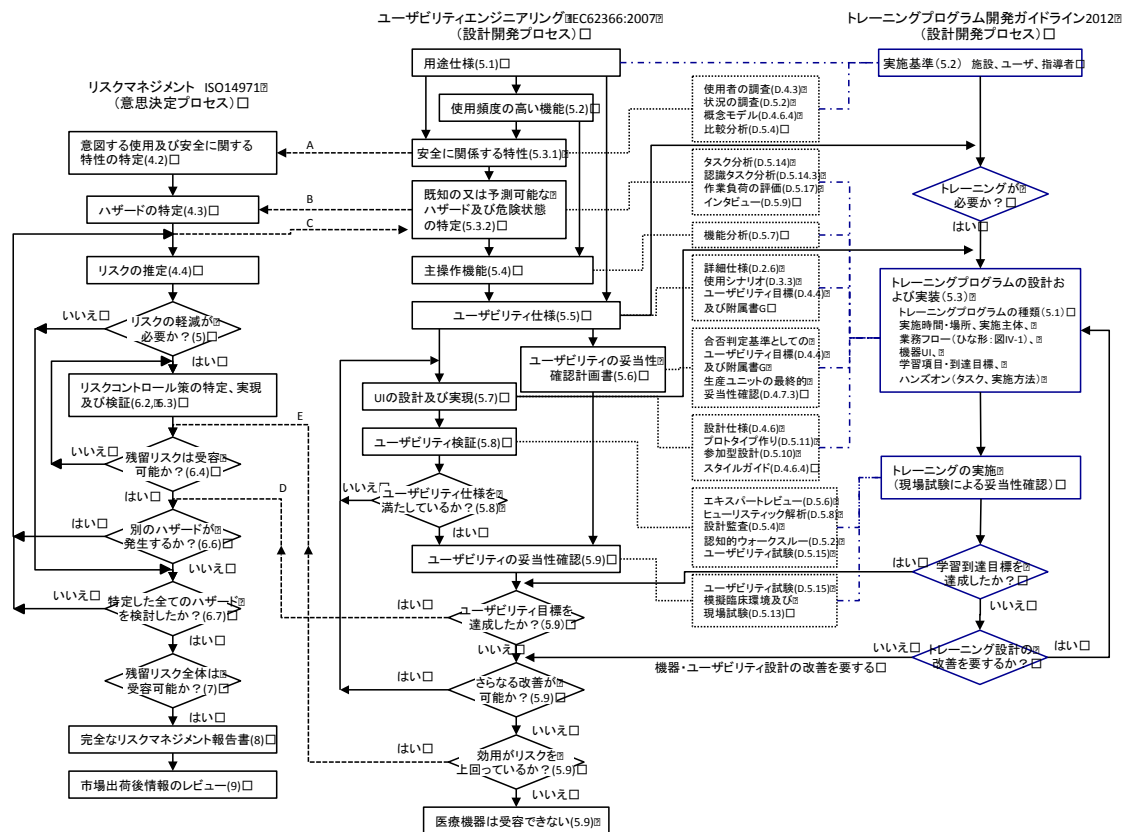 ユーザビリティエンジニアリング IEC62366:2007
(設計開発プロセス)
トレーニングプログラム開発ガイドライン2012
(設計開発プロセス)
リスクマネジメント ISO14971
(意思決定プロセス)
意図する使用及び安全に関する
特性の特定(4.2)
ハザードの特定(4.3)
リスクの推定(4.4)
いいえ
リスクの軽減が
必要か?(5)
はい
リスクコントロール策の特定、実現
及び検証(6.2, 6.3)
いいえ
残留リスクは受容
可能か?(6.4)
はい
はい
別のハザードが
発生するか?(6.6)
いいえ
いいえ
特定した全てのハザード
を検討したか?(6.7)
はい
残留リスク全体は
受容可能か?(7)
はい
完全なリスクマネジメント報告書(8)
市場出荷後情報のレビュー(9)
A
B
C
E
D
用途仕様(5.1)
使用頻度の高い機能(5.2)
安全に関係する特性(5.3.1)
既知の又は予測可能な
ハザード及び危険状態
の特定(5.3.2)
主操作機能(5.4)
ユーザビリティ仕様(5.5)
ユーザビリティの妥当性
確認計画書(5.6)
UIの設計及び実現(5.7)
ユーザビリティ検証(5.8)
いいえ
ユーザビリティ仕様を
満たしているか?(5.8)
はい
ユーザビリティの妥当性確認(5.9)
はい
ユーザビリティ目標を
達成したか?(5.9)
いいえ
はい
さらなる改善が
可能か?(5.9)
いいえ
はい
効用がリスクを
上回っているか?(5.9)
いいえ
医療機器は受容できない(5.9)
使用者の調査(D.4.3)
状況の調査(D.5.2)
概念モデル(D.4.6.4)
比較分析(D.5.4)
タスク分析(D.5.14)
認識タスク分析(D.5.14.3)
作業負荷の評価(D.5.17)
インタビュー(D.5.9)
機能分析(D.5.7)
詳細仕様(D.2.6)
使用シナリオ(D.3.3)
ユーザビリティ目標(D.4.4)
及び附属書G
合否判定基準としての
ユーザビリティ目標(D.4.4)
及び附属書G
生産ユニットの最終的
妥当性確認(D.4.7.3)
設計仕様(D.4.6)
プロトタイプ作り(D.5.11)
参加型設計(D.5.10)
スタイルガイド(D.4.6.4)
エキスパートレビュー(D.5.6)
ヒューリスティック解析(D.5.8)
設計監査(D.5.4)
認知的ウォークスルー(D.5.2)
ユーザビリティ試験(D.5.15)
ユーザビリティ試験(D.5.15)
模擬臨床環境及び
現場試験(D.5.13)
実施基準(5.2) 施設、ユーザ、指導者
トレーニングが
必要か?
はい
トレーニングプログラムの設計お
よび実装(5.3)
トレーニングプログラムの種類(5.1)
実施時間・場所、実施主体、
業務フロー(ひな形:図IV-1)、
機器UI、
学習項目・到達目標、
ハンズオン(タスク、実施方法)
トレーニングの実施
(現場試験による妥当性確認)
はい
学習到達目標を
達成したか?
いいえ
いいえ
トレーニング設計の
改善を要するか?
はい
機器・ユーザビリティ設計の改善を要する